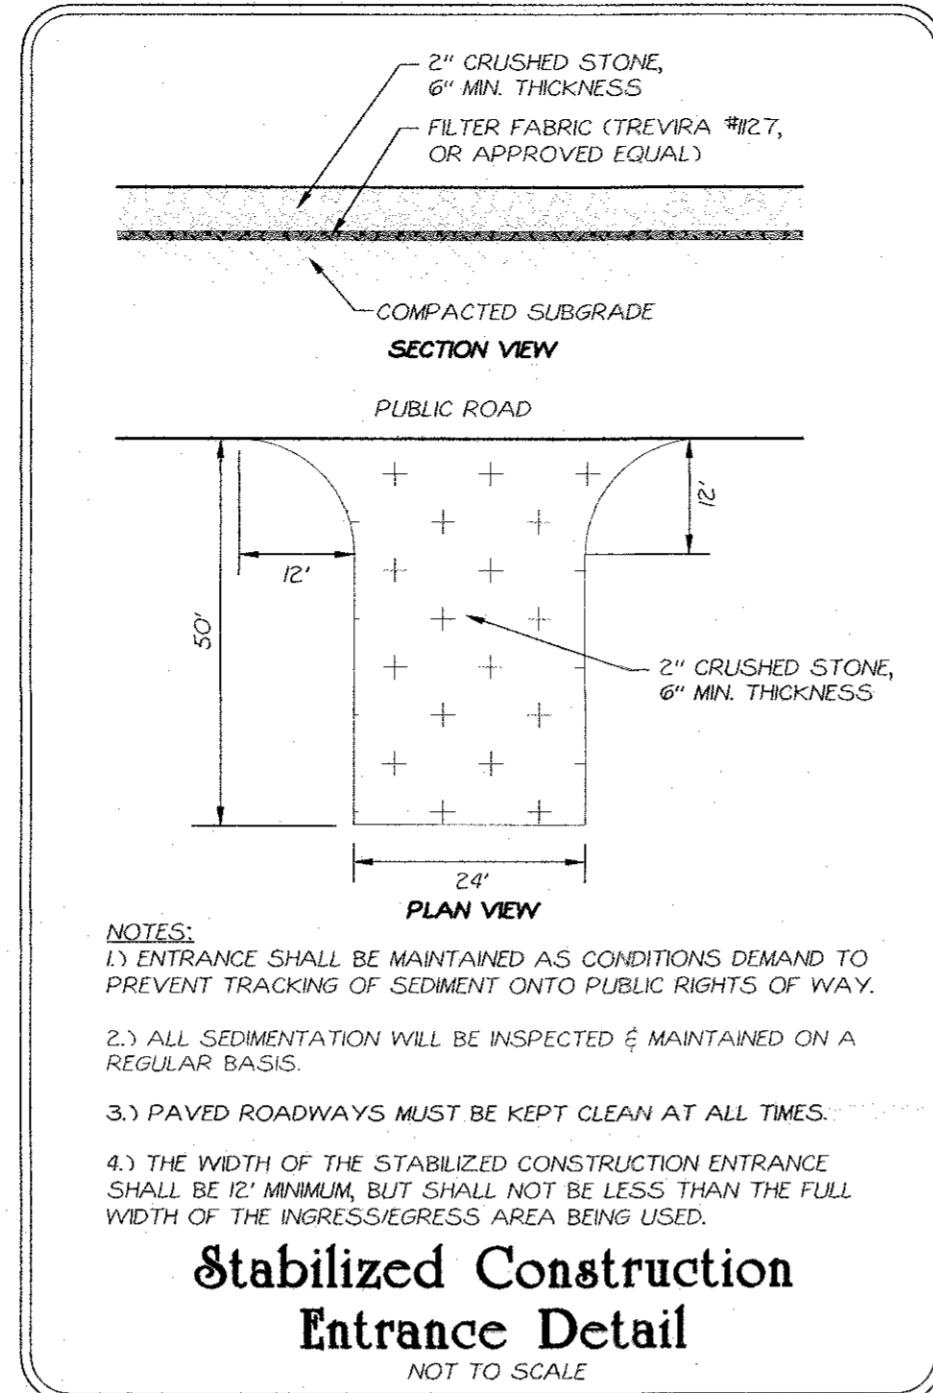 2" CRUSHED STONE,
6" MIN. THICKNESS
FILTER FABRIC (TREVIRA #1127,
OR APPROVED EQUAL)
COMPACTED SUBGRADE
SECTION VIEW
PUBLIC ROAD
12'
12'
50'
2" CRUSHED STONE,
6" MIN. THICKNESS
24'
PLAN VIEW
NOTES:
1.) ENTRANCE SHALL BE MAINTAINED AS CONDITIONS DEMAND TO
PREVENT TRACKING OF SEDIMENT ONTO PUBLIC RIGHTS OF WAY.
2.) ALL SEDIMENTATION WILL BE INSPECTED & MAINTAINED ON A
REGULAR BASIS.
3.) PAVED ROADWAYS MUST BE KEPT CLEAN AT ALL TIMES.
4.) THE WIDTH OF THE STABILIZED CONSTRUCTION ENTRANCE
SHALL BE 12' MINIMUM, BUT SHALL NOT BE LESS THAN THE FULL
WIDTH OF THE INGRESS/EGRESS AREA BEING USED.
Stabilized Construction
Entrance Detail
NOT TO SCALE